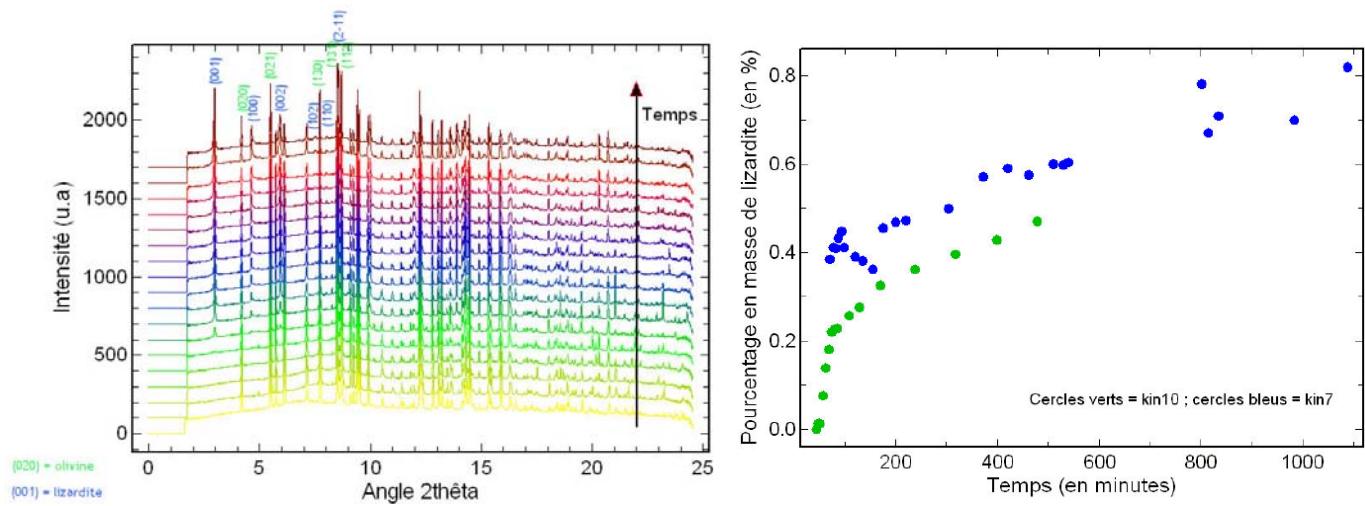 (001)
(020)
(100)
(021)
(002)
(102)
(130)
(110)
(131)
(2-11)
(112)
Temps
Intensité (u.a)
2000
1500
1000
500
0
0 5 10 15 20 25
Angle 2thêta
(020) = olivine
(001) = lizardite
Pourcentage en masse de lizardite (en %)
0.8
0.6
0.4
0.2
0.0
Cercles verts = kin10 ; cercles bleus = kin7
200 400 600 800 1000
Temps (en minutes)